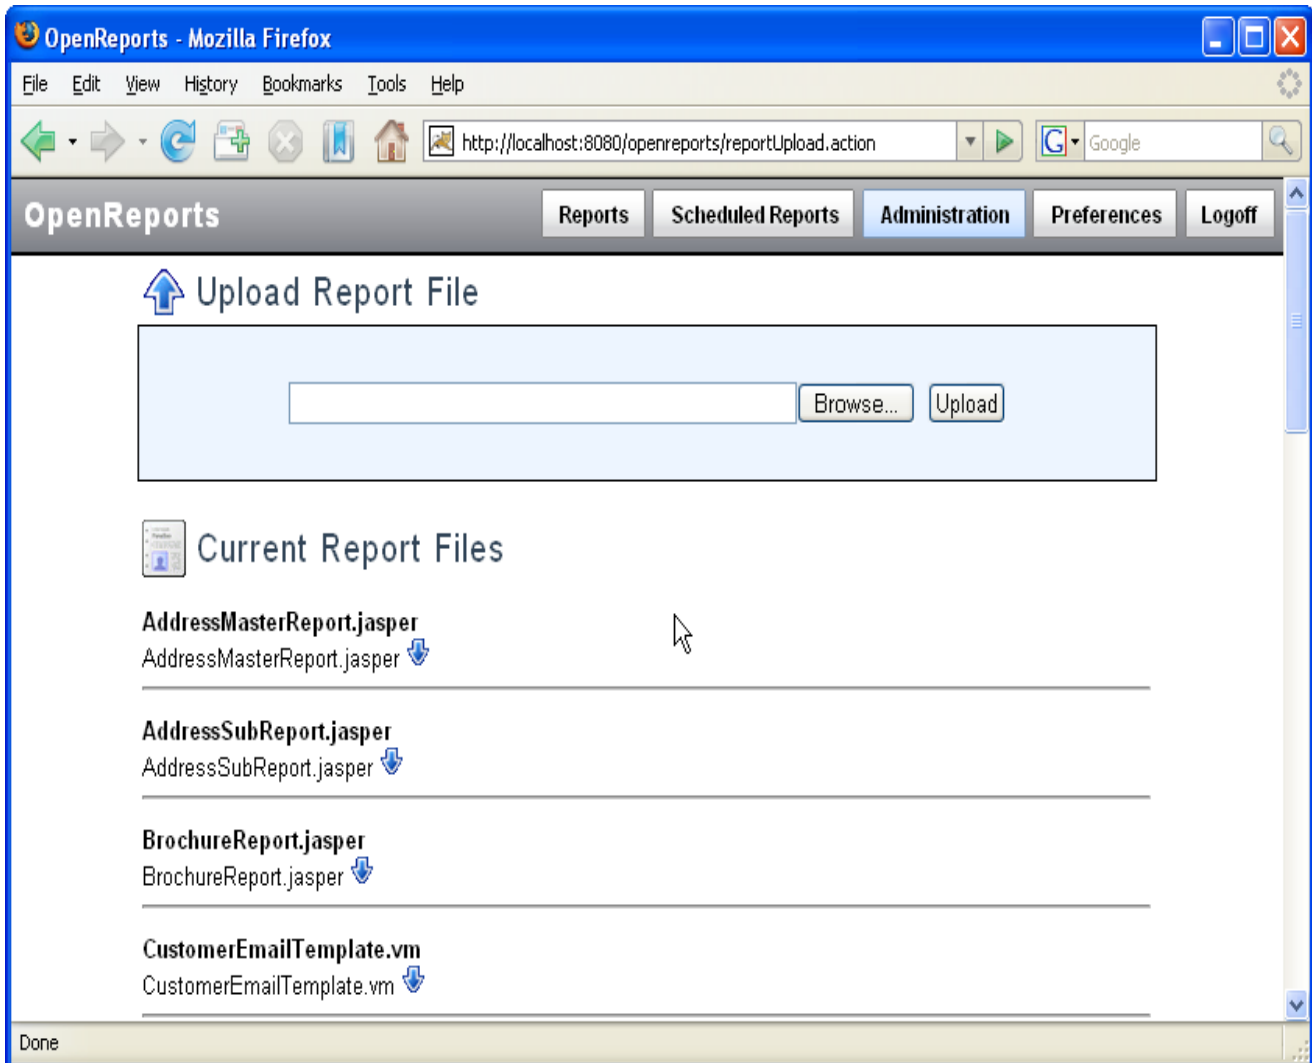 OpenReports - Mozilla Firefox
File Edit View History Bookmarks Tools Help
http://localhost:8080/openreports/reportUpload.action
G Google
OpenReports
Reports Scheduled Reports Administration Preferences Logoff
Upload Report File
Browse... Upload
Current Report Files
AddressMasterReport.jasper
AddressMasterReport.jasper
AddressSubReport.jasper
AddressSubReport.jasper
BrochureReport.jasper
BrochureReport.jasper
CustomerEmailTemplate.vm
CustomerEmailTemplate.vm
Done